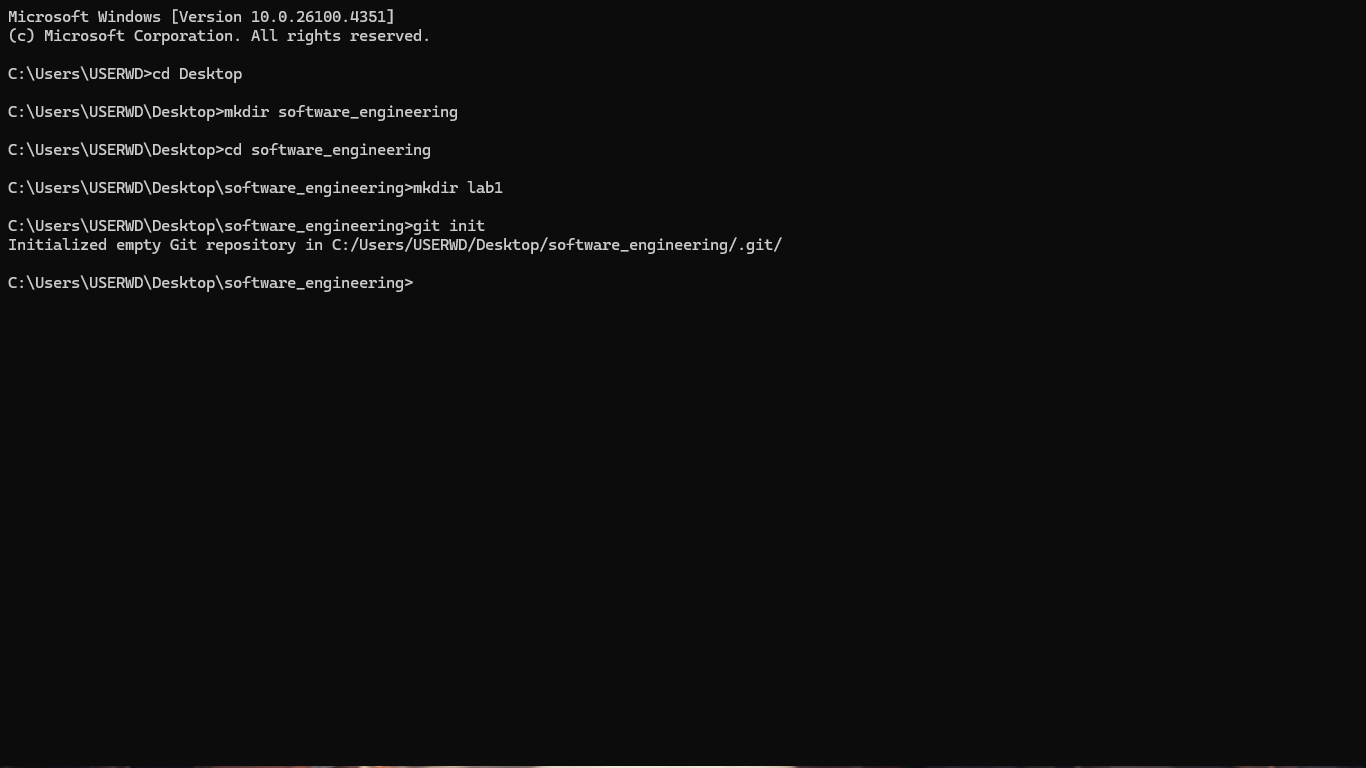 Microsoft Windows [Version 10.0.26100.4351]
(c) Microsoft Corporation. All rights reserved.
C:\Users\USERWD>cd Desktop
C:\Users\USERWD\Desktop>mkdir software_engineering
C:\Users\USERWD\Desktop>cd software_engineering
C:\Users\USERWD\Desktop\software_engineering>mkdir lab1
C:\Users\USERWD\Desktop\software_engineering>git init
Initialized empty Git repository in C:/Users/USERWD/Desktop/software_engineering/.git/
C:\Users\USERWD\Desktop\software_engineering>